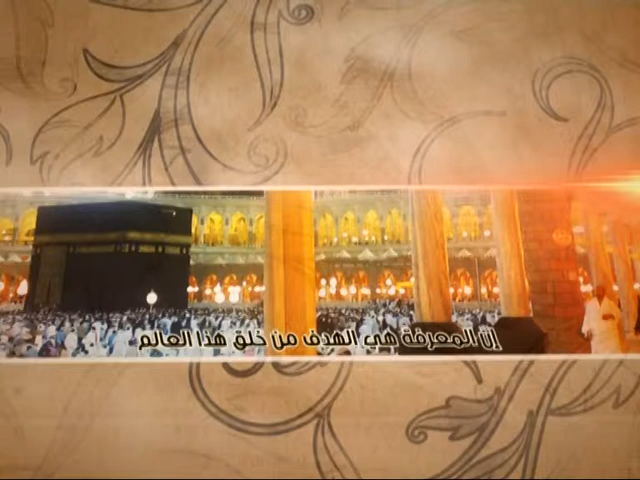 إن المعرفة هي الهدف من خلق هذا العالم